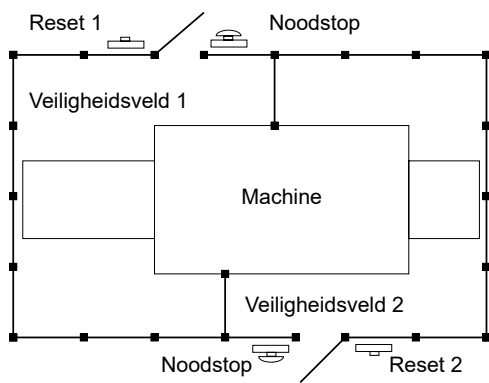 Reset 1
Noodstop
Veiligheidsveld 1
Machine
Veiligheidsveld 2
Noodstop
Reset 2